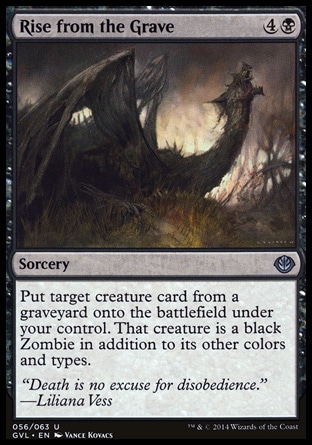 Rise from the Grave 4
Sorcery
Put target creature card from a
graveyard onto the battlefield under
your control. That creature is a black
Zombie in addition to its other colors
and types.
“Death is no excuse for disobedience.”
—Liliana Vess
056/063 U
GVL • EN Vance Kovacs
™ & © 2014 Wizards of the Coast